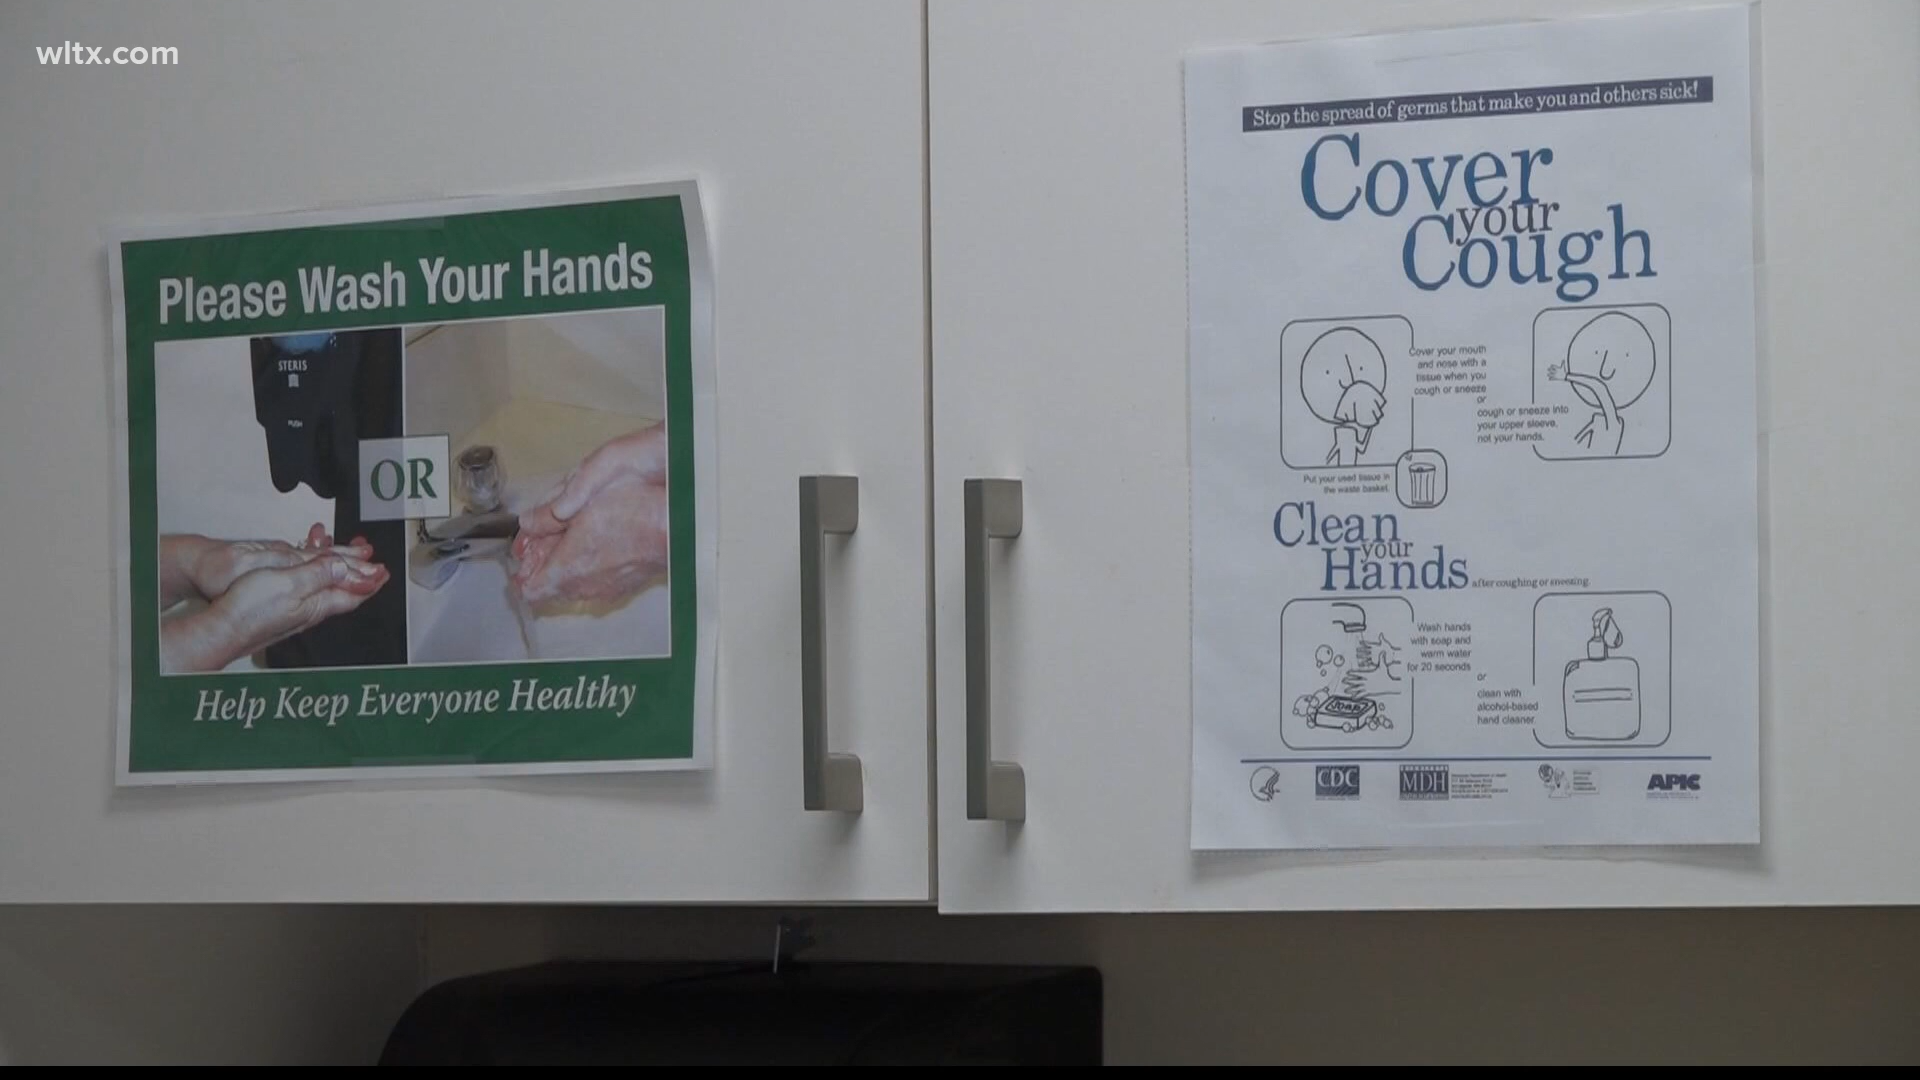 wltx.com
Please Wash Your Hands
STERIS
PUSH
OR
Help Keep Everyone Healthy
Stop the spread of germs that make you and others sick!
Cover
your
Cough
Cover your mouth
and nose with a
tissue when you
cough or sneeze
or
cough or sneeze into
your upper sleeve,
not your hands.
Put your used tissue in
the waste basket.
Clean
your
Hands
after coughing or sneezing.
Wash hands
with soap and
warm water
for 20 seconds
or
clean with
alcohol-based
hand cleaner.
SOAP
CDC
MDH
APIC